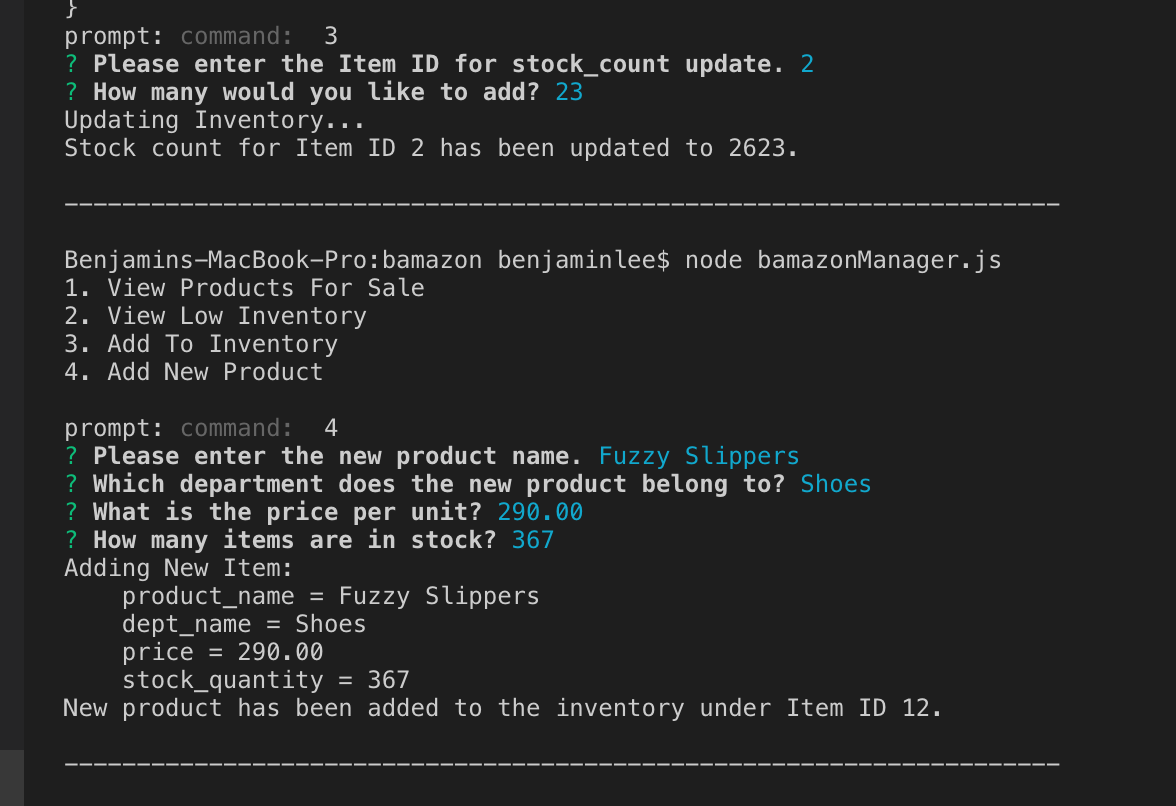 }
prompt: command:  3
? Please enter the Item ID for stock_count update. 2
? How many would you like to add? 23
Updating Inventory...
Stock count for Item ID 2 has been updated to 2623.
---------------------------------------------------------------------
Benjamins-MacBook-Pro:bamazon benjaminlee$ node bamazonManager.js
1. View Products For Sale
2. View Low Inventory
3. Add To Inventory
4. Add New Product
prompt: command:  4
? Please enter the new product name. Fuzzy Slippers
? Which department does the new product belong to? Shoes
? What is the price per unit? 290.00
? How many items are in stock? 367
Adding New Item:
    product_name = Fuzzy Slippers
    dept_name = Shoes
    price = 290.00
    stock_quantity = 367
New product has been added to the inventory under Item ID 12.
---------------------------------------------------------------------